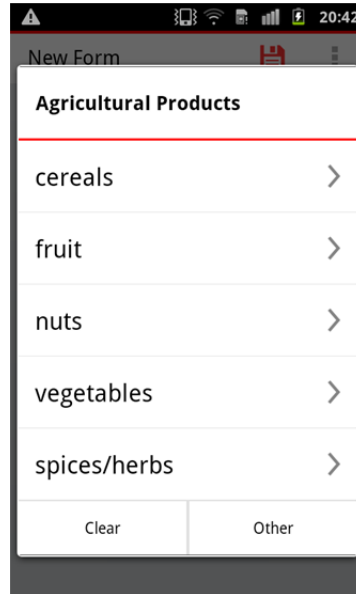 20:42
New Form
Agricultural Products
cereals
fruit
nuts
vegetables
spices/herbs
Clear
Other